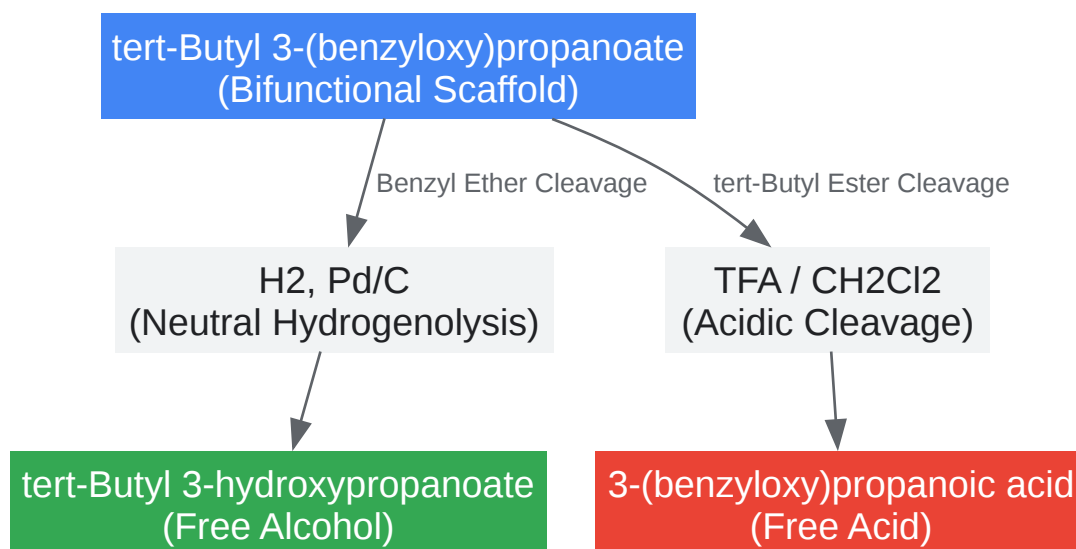 tert-Butyl 3-(benzyloxy)propanoate
(Bifunctional Scaffold)
Benzyl Ether Cleavage
tert-Butyl Ester Cleavage
H2, Pd/C
(Neutral Hydrogenolysis)
TFA / CH2Cl2
(Acidic Cleavage)
tert-Butyl 3-hydroxypropanoate
(Free Alcohol)
3-(benzyloxy)propanoic acid
(Free Acid)